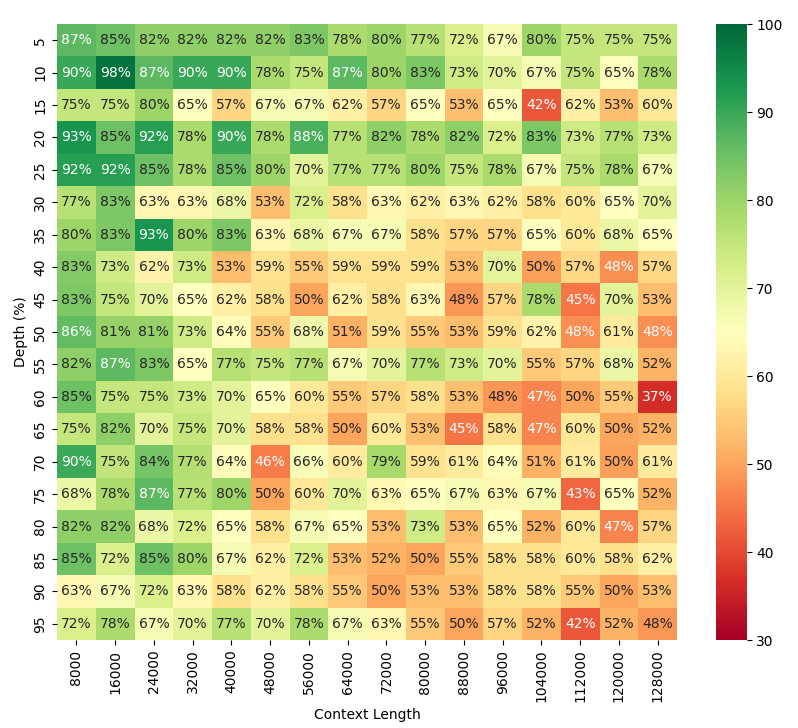 5 87% 85% 82% 82% 82% 82% 83% 78% 80% 77% 72% 67% 80% 75% 75% 75%
10 90% 98% 87% 90% 90% 78% 75% 87% 80% 83% 73% 70% 67% 75% 65% 78%
15 75% 75% 80% 65% 57% 67% 67% 62% 57% 65% 53% 65% 42% 62% 53% 60%
20 93% 85% 92% 78% 90% 78% 88% 77% 82% 78% 82% 72% 83% 73% 77% 73%
25 92% 92% 85% 78% 85% 80% 70% 77% 77% 80% 75% 78% 67% 75% 78% 67%
30 77% 83% 63% 63% 68% 53% 72% 58% 63% 62% 63% 62% 58% 60% 65% 70%
35 80% 83% 93% 80% 83% 63% 68% 67% 67% 58% 57% 57% 65% 60% 68% 65%
40 83% 73% 62% 73% 53% 59% 55% 59% 59% 59% 53% 70% 50% 57% 48% 57%
45 83% 75% 70% 65% 62% 58% 50% 62% 58% 63% 48% 57% 78% 45% 70% 53%
50 86% 81% 81% 73% 64% 55% 68% 51% 59% 55% 53% 59% 62% 48% 61% 48%
55 82% 87% 83% 65% 77% 75% 77% 67% 70% 77% 73% 70% 55% 57% 68% 52%
60 85% 75% 75% 73% 70% 65% 60% 55% 57% 58% 53% 48% 47% 50% 55% 37%
65 75% 82% 70% 75% 70% 58% 58% 50% 60% 53% 45% 58% 47% 60% 50% 52%
70 90% 75% 84% 77% 64% 46% 66% 60% 79% 59% 61% 64% 51% 61% 50% 61%
75 68% 78% 87% 77% 80% 50% 60% 70% 63% 65% 67% 63% 67% 43% 65% 52%
80 82% 82% 68% 72% 65% 58% 67% 65% 53% 73% 53% 65% 52% 60% 47% 57%
85 85% 72% 85% 80% 67% 62% 72% 53% 52% 50% 55% 58% 58% 60% 58% 62%
90 63% 67% 72% 63% 58% 62% 58% 55% 50% 53% 53% 58% 58% 55% 50% 53%
95 72% 78% 67% 70% 77% 70% 78% 67% 63% 55% 50% 57% 52% 42% 52% 48%
Depth (%)
8000 16000 24000 32000 40000 48000 56000 64000 72000 80000 88000 96000 104000 112000 120000 128000
Context Length
100
90
80
70
60
50
40
30